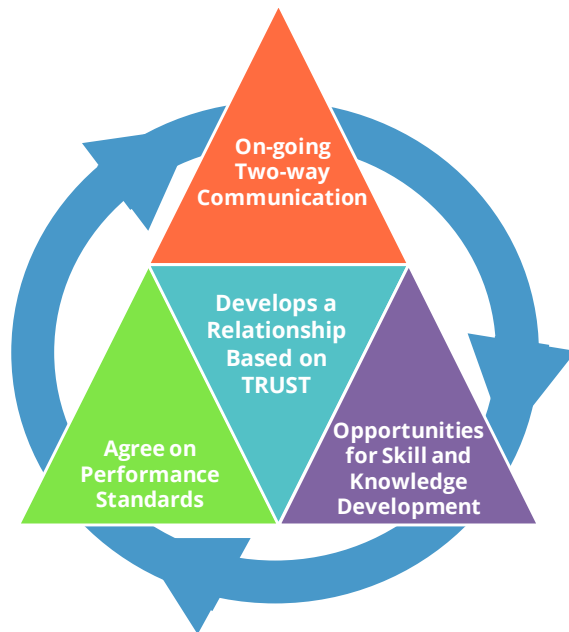 On-going
Two-way
Communication
Develops a
Relationship
Based on
TRUST
Agree on
Performance
Standards
Opportunities
for Skill and
Knowledge
Development